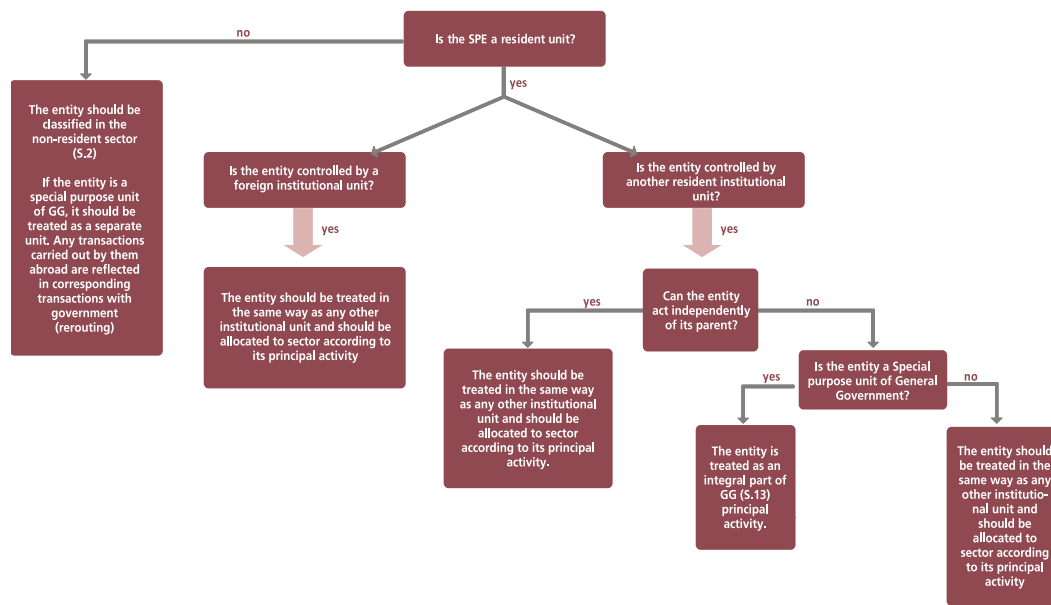 Is the SPE a resident unit?
no
yes
The entity should be
classified in the
non-resident sector
(S.2)
If the entity is a
special purpose unit
of GG, it should be
treated as a separate
unit. Any transactions
carried out by them
abroad are reflected
in corresponding
transactions with
government
(rerouting)
Is the entity controlled by a
foreign institutional unit?
yes
The entity should be treated in
the same way as any other
institutional unit and should be
allocated to sector according to
its principal activity
Is the entity controlled by
another resident institutional
unit?
yes
Can the entity
act independently
of its parent?
yes
no
The entity should be
treated in the same way
as any other institutional
unit and should be
allocated to sector
according to its principal
activity.
Is the entity a Special
purpose unit of General
Government?
yes
no
The entity is
treated as an
integral part of
GG (S.13)
principal
activity.
The entity should
be treated in the
same way as any
other institutio-
nal unit and
should be
allocated to
sector according
to its principal
activity